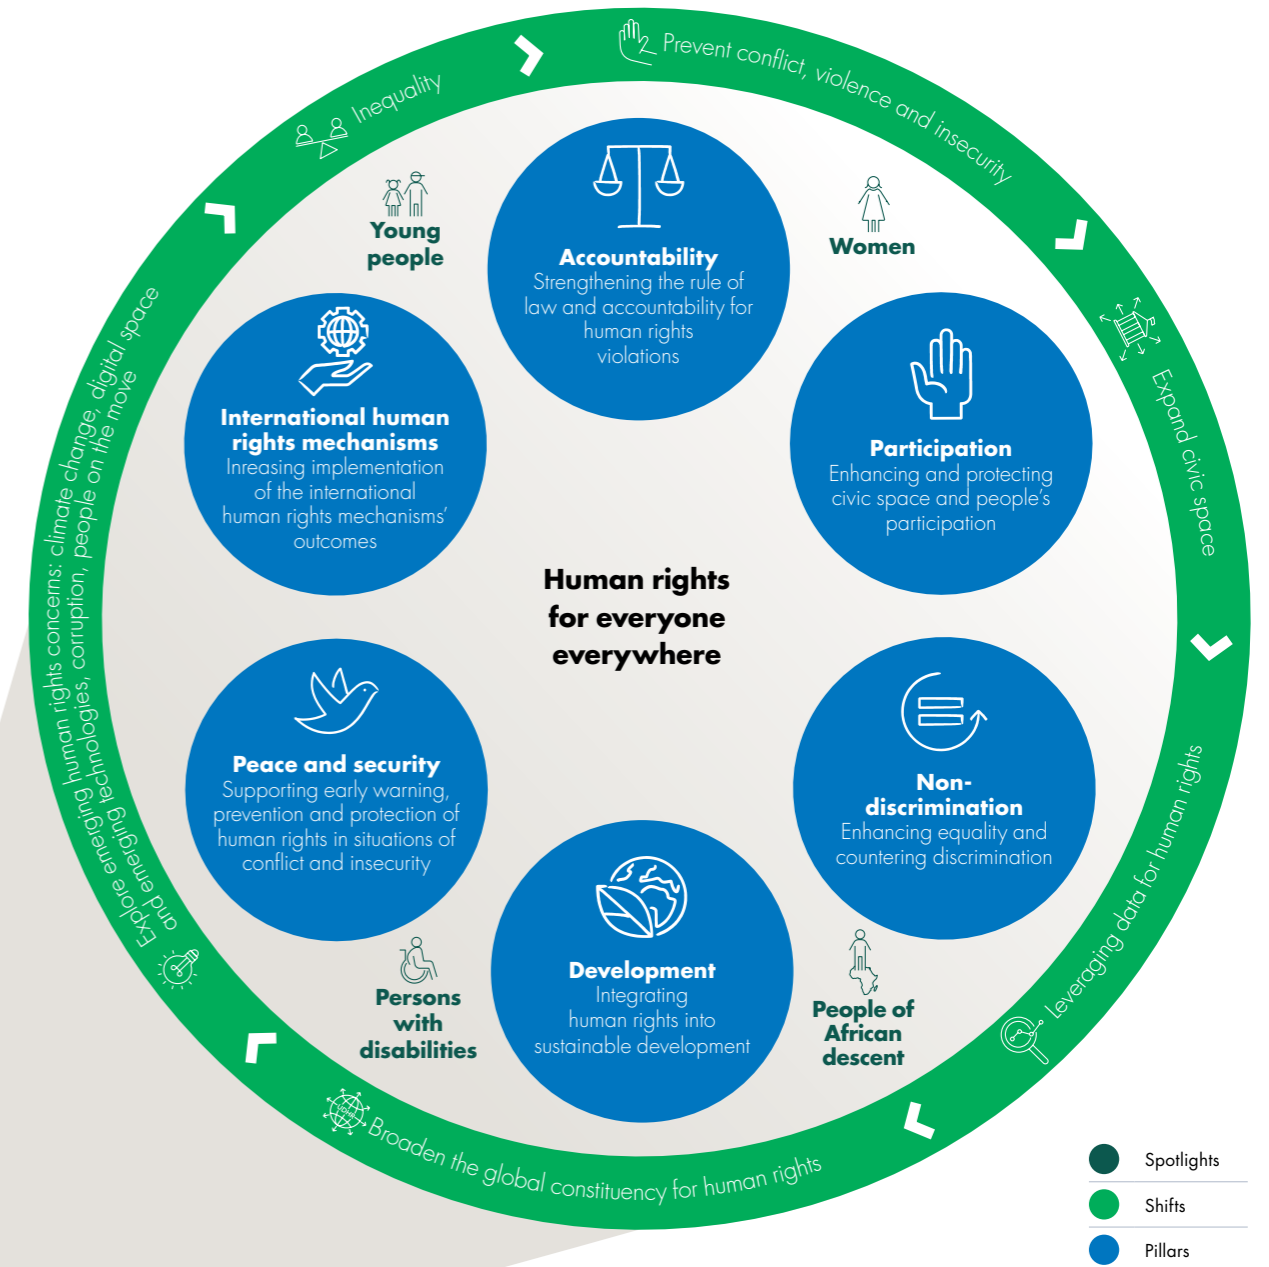 Prevent conflict, violence and insecurity
Expand civic space
Leveraging data for human rights
Broaden the global constituency for human rights
Explore emerging human rights concerns: climate change, digital space
and emerging technologies, corruption, people on the move
Inequality
Young
people
Women
Accountability
Strengthening the rule of
law and accountability for
human rights
violations
International human
rights mechanisms
Inreasing implementation
of the international
human rights mechanisms’
outcomes
Participation
Enhancing and protecting
civic space and people’s
participation
Human rights
for everyone
everywhere
Peace and security
Supporting early warning,
prevention and protection of
human rights in situations of
conflict and insecurity
Non-
discrimination
Enhancing equality and
countering discrimination
Development
Integrating
human rights into
sustainable development
Persons
with
disabilities
People of
African
descent
UDHR
Spotlights
Shifts
Pillars